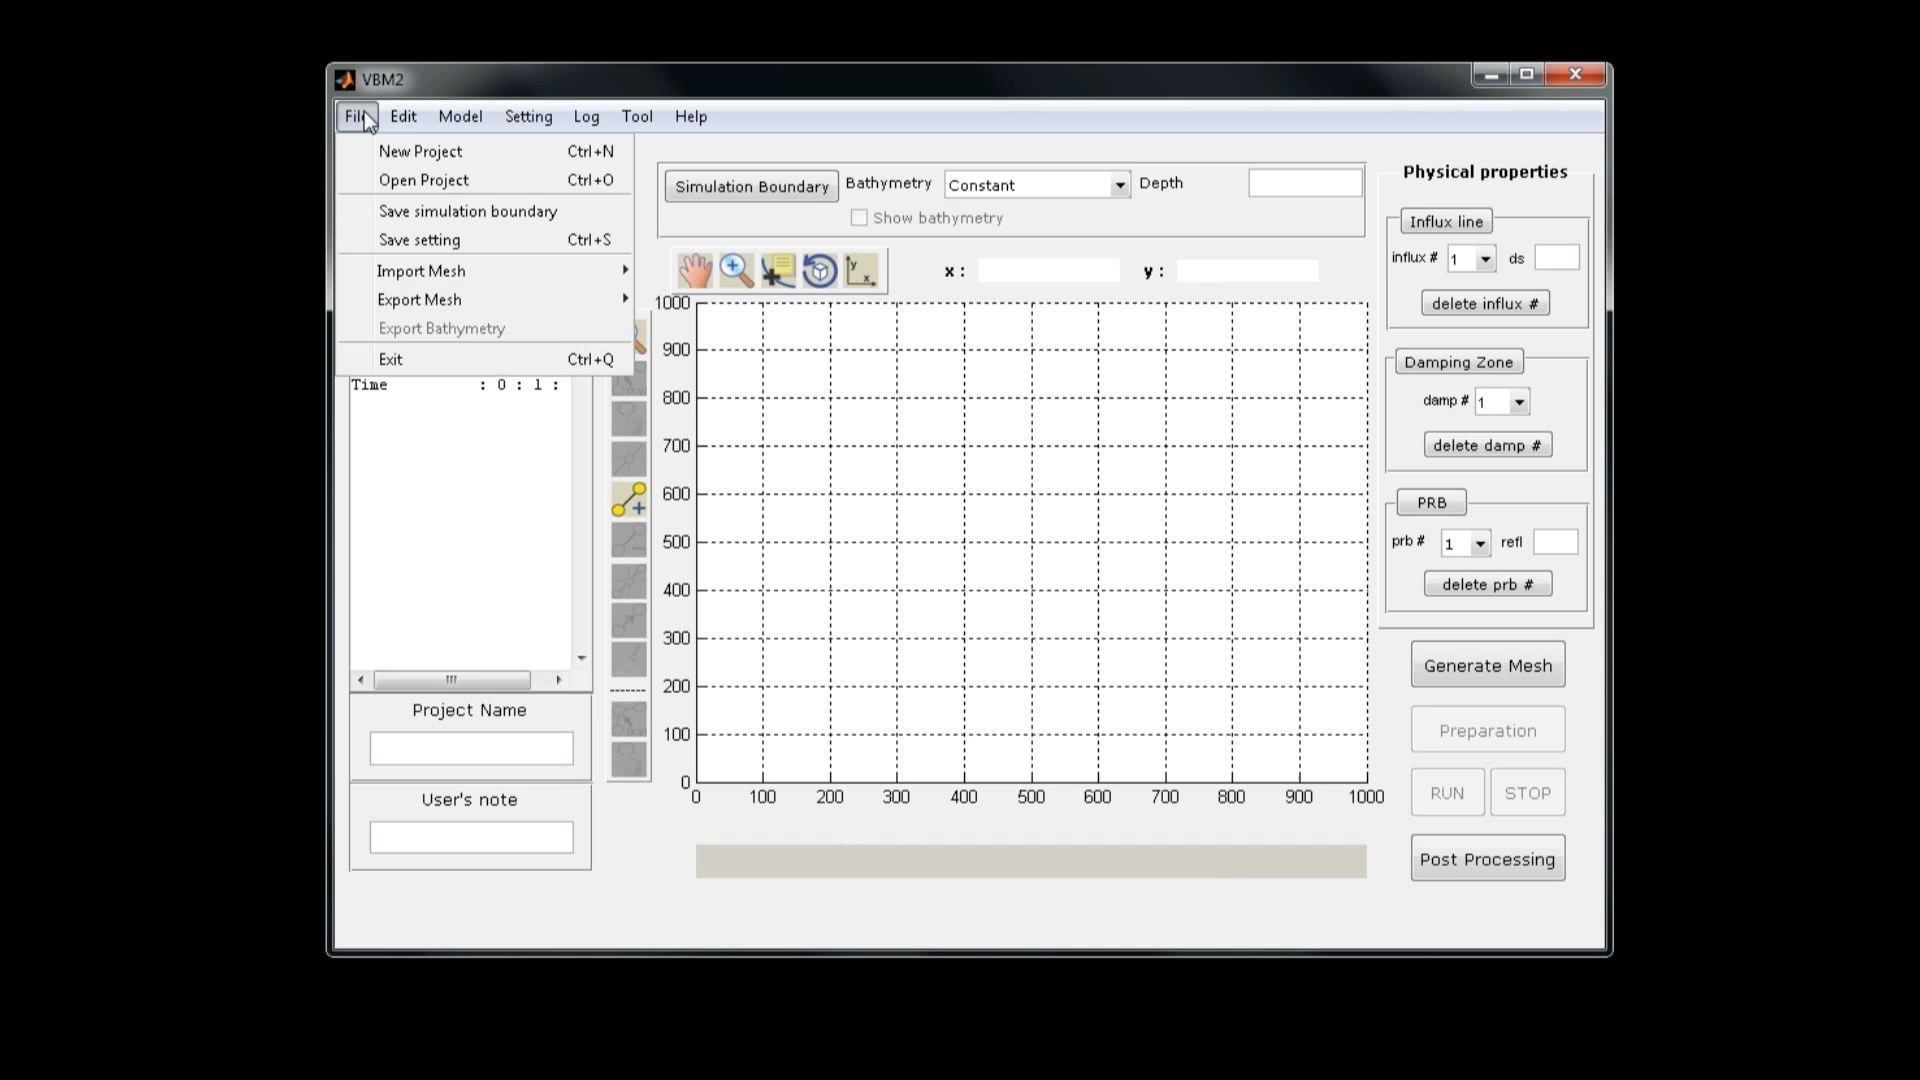 VBM2
File Edit Model Setting Log Tool Help
New Project Ctrl+N
Open Project Ctrl+O
Save simulation boundary
Save setting Ctrl+S
Import Mesh
Export Mesh
Export Bathymetry
Exit Ctrl+Q
Time : 0 : 1 :
Project Name
User's note
Simulation Boundary Bathymetry Constant Depth
Show bathymetry
x : y :
1000
900
800
700
600
500
400
300
200
100
0
0 100 200 300 400 500 600 700 800 900 1000
Physical properties
Influx line
influx # 1 ds
delete influx #
Damping Zone
damp # 1
delete damp #
PRB
prb # 1 refl
delete prb #
Generate Mesh
Preparation
RUN STOP
Post Processing